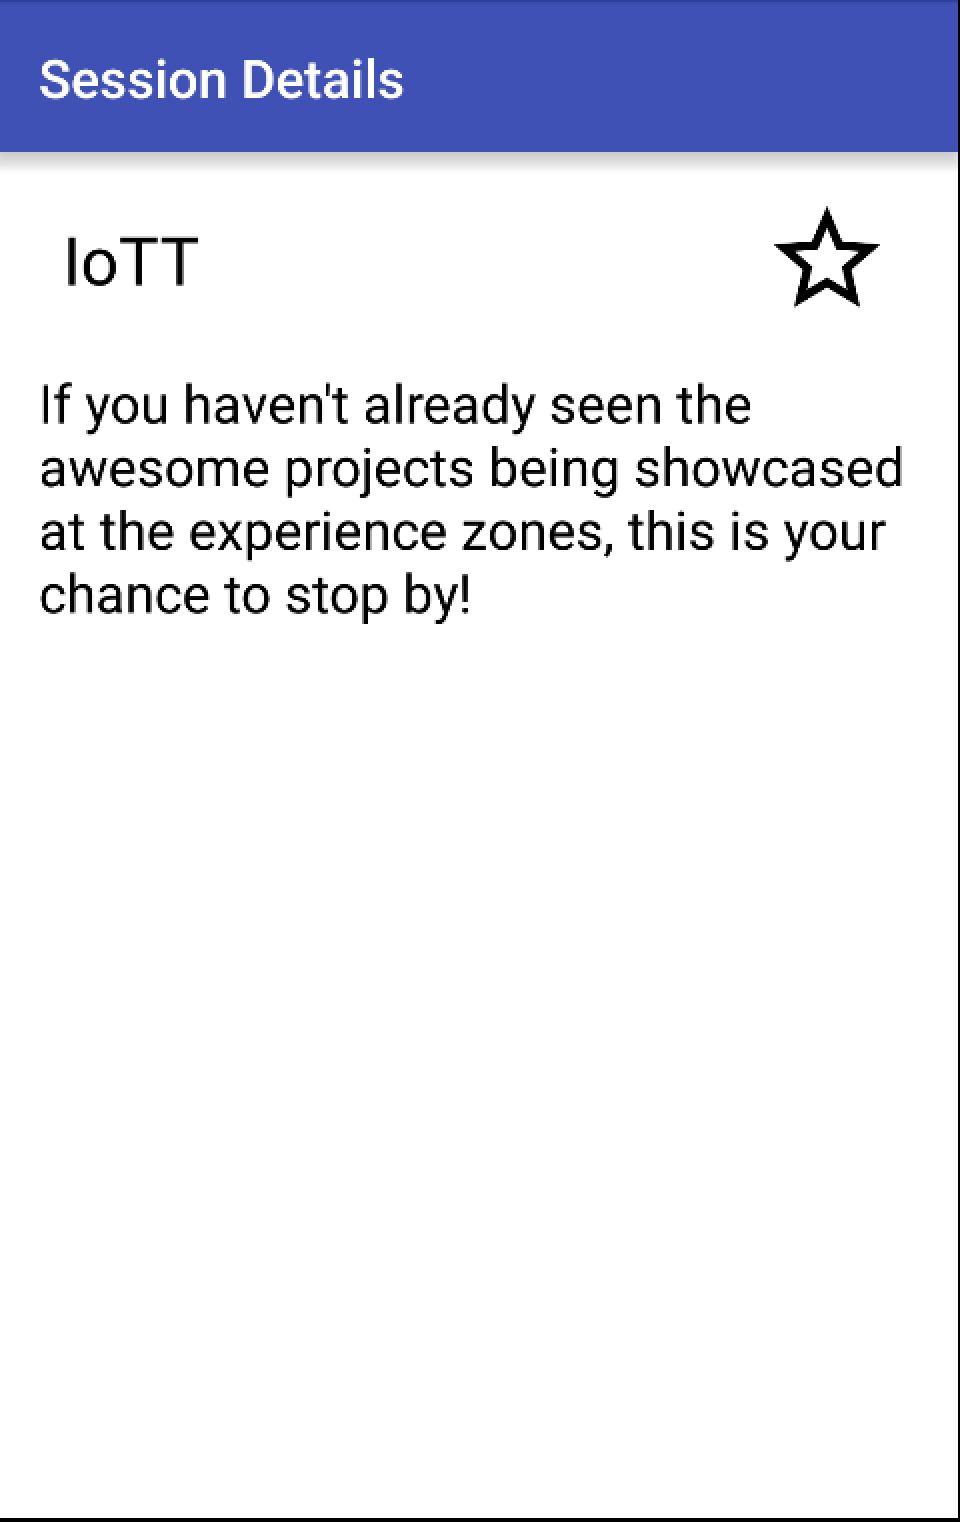 Session Details
IoTT
If you haven't already seen the
awesome projects being showcased
at the experience zones, this is your
chance to stop by!